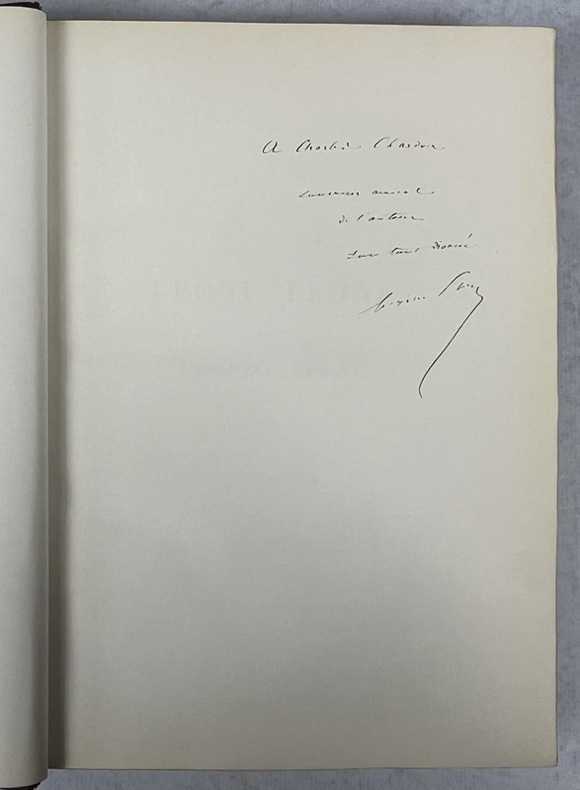 A Charles Chardon
souvenir amical
de l'auteur
son tout dévoué